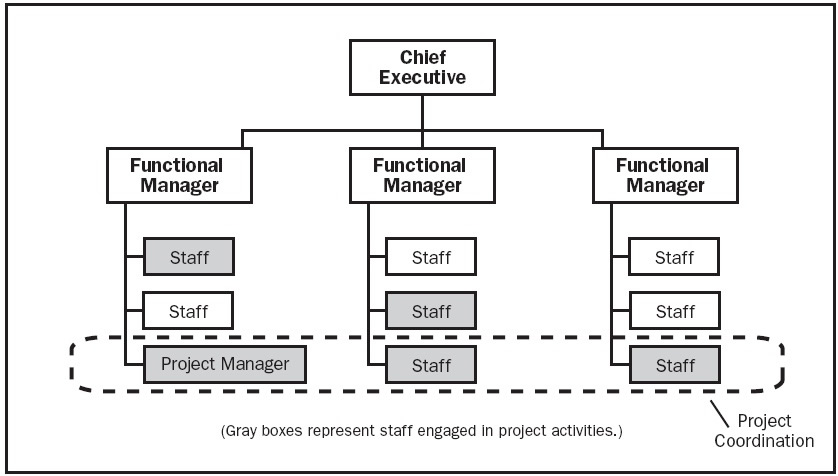 Chief
Executive
Functional
Manager
Functional
Manager
Functional
Manager
Staff
Staff
Staff
Staff
Staff
Staff
Project Manager
Staff
Staff
(Gray boxes represent staff engaged in project activities.)
Project
Coordination